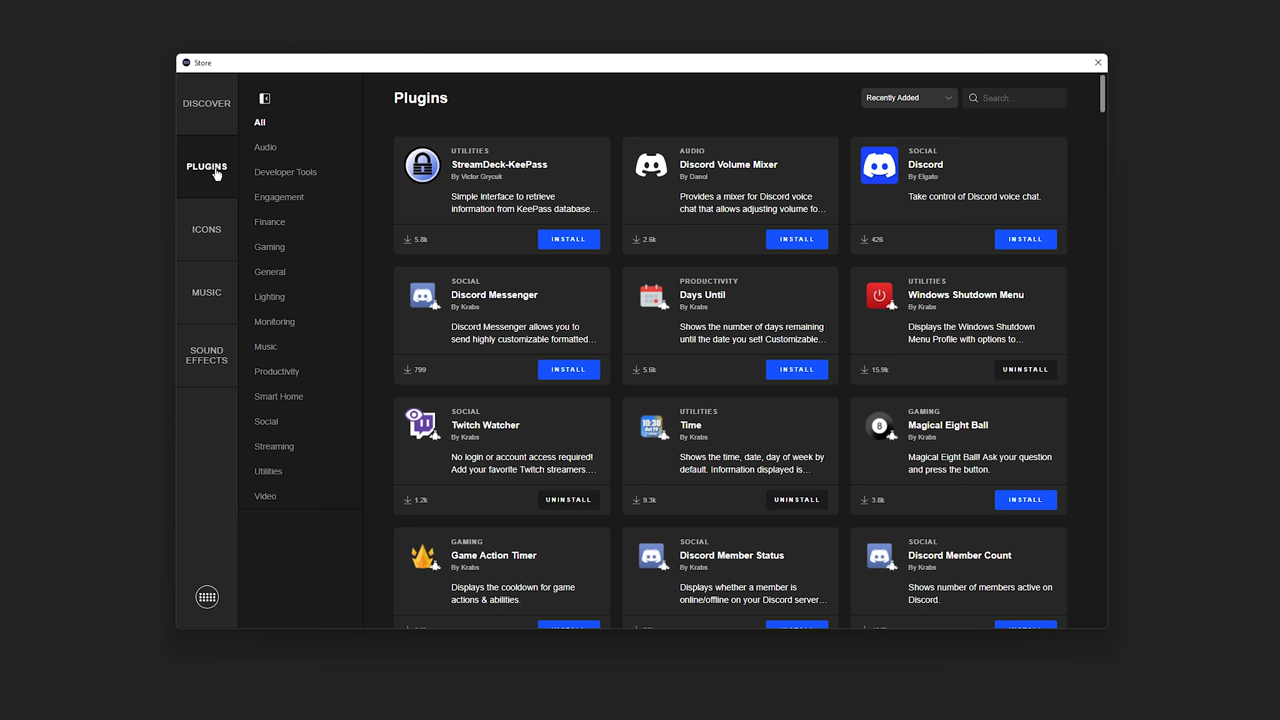 Store
DISCOVER
PLUGINS
ICONS
MUSIC
SOUND
EFFECTS
All
Audio
Developer Tools
Engagement
Finance
Gaming
General
Lighting
Monitoring
Music
Productivity
Smart Home
Social
Streaming
Utilities
Video
Plugins
Recently Added
Search...
UTILITIES
StreamDeck-KeePass
By Victor Grycuk
Simple interface to retrieve
information from KeePass database...
5.8k
INSTALL
AUDIO
Discord Volume Mixer
By Danol
Provides a mixer for Discord voice
chat that allows adjusting volume fo...
2.6k
INSTALL
SOCIAL
Discord
By Elgato
Take control of Discord voice chat.
426
INSTALL
SOCIAL
Discord Messenger
By Krabs
Discord Messenger allows you to
send highly customizable formatted...
799
INSTALL
PRODUCTIVITY
Days Until
By Krabs
Shows the number of days remaining
until the date you set! Customizable...
5.6k
INSTALL
UTILITIES
Windows Shutdown Menu
By Krabs
Displays the Windows Shutdown
Menu Profile with options to...
15.9k
UNINSTALL
SOCIAL
Twitch Watcher
By Krabs
No login or account access required!
Add your favorite Twitch streamers....
1.2k
UNINSTALL
10:30
UTILITIES
Time
By Krabs
Shows the time, date, day of week by
default. Information displayed is...
9.3k
UNINSTALL
8
GAMING
Magical Eight Ball
By Krabs
Magical Eight Ball! Ask your question
and press the button.
3.8k
INSTALL
GAMING
Game Action Timer
By Krabs
Displays the cooldown for game
actions & abilities.
SOCIAL
Discord Member Status
By Krabs
Displays whether a member is
online/offline on your Discord server...
SOCIAL
Discord Member Count
By Krabs
Shows number of members active on
Discord.